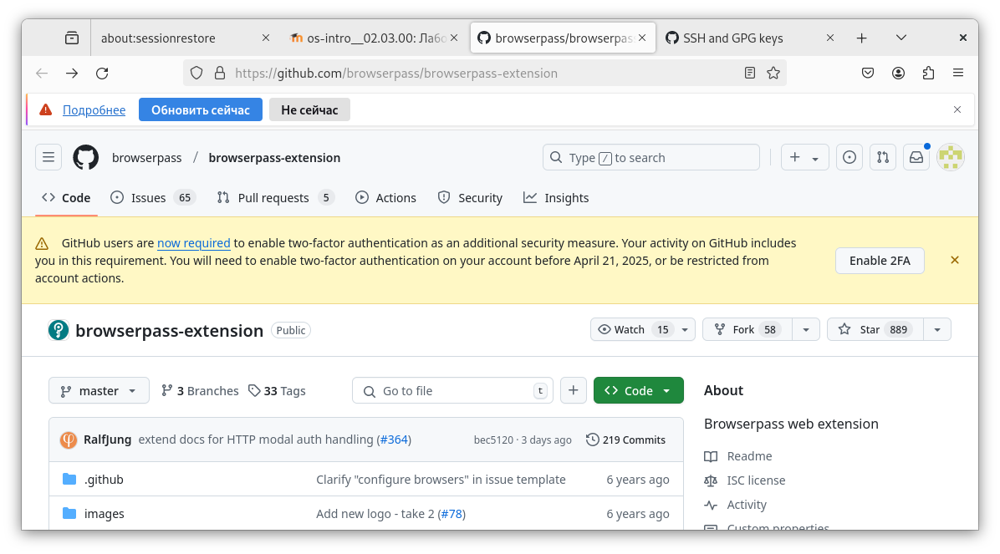 about:sessionrestore
os-intro__02.03.00: Лабо
browserpass/browserpas
SSH and GPG keys
https://github.com/browserpass/browserpass-extension
Подробнее
Обновить сейчас
Не сейчас
browserpass / browserpass-extension
Type / to search
Code
Issues 65
Pull requests 5
Actions
Security
Insights
GitHub users are now required to enable two-factor authentication as an additional security measure. Your activity on GitHub includes
you in this requirement. You will need to enable two-factor authentication on your account before April 21, 2025, or be restricted from
account actions.
Enable 2FA
browserpass-extension Public
Watch 15
Fork 58
Star 889
master
3 Branches
33 Tags
Go to file t
Code
RalfJung extend docs for HTTP modal auth handling (#364) bec5120 · 3 days ago 219 Commits
.github Clarify "configure browsers" in issue template 6 years ago
images Add new logo - take 2 (#78) 6 years ago
About
Browserpass web extension
Readme
ISC license
Activity
Custom properties